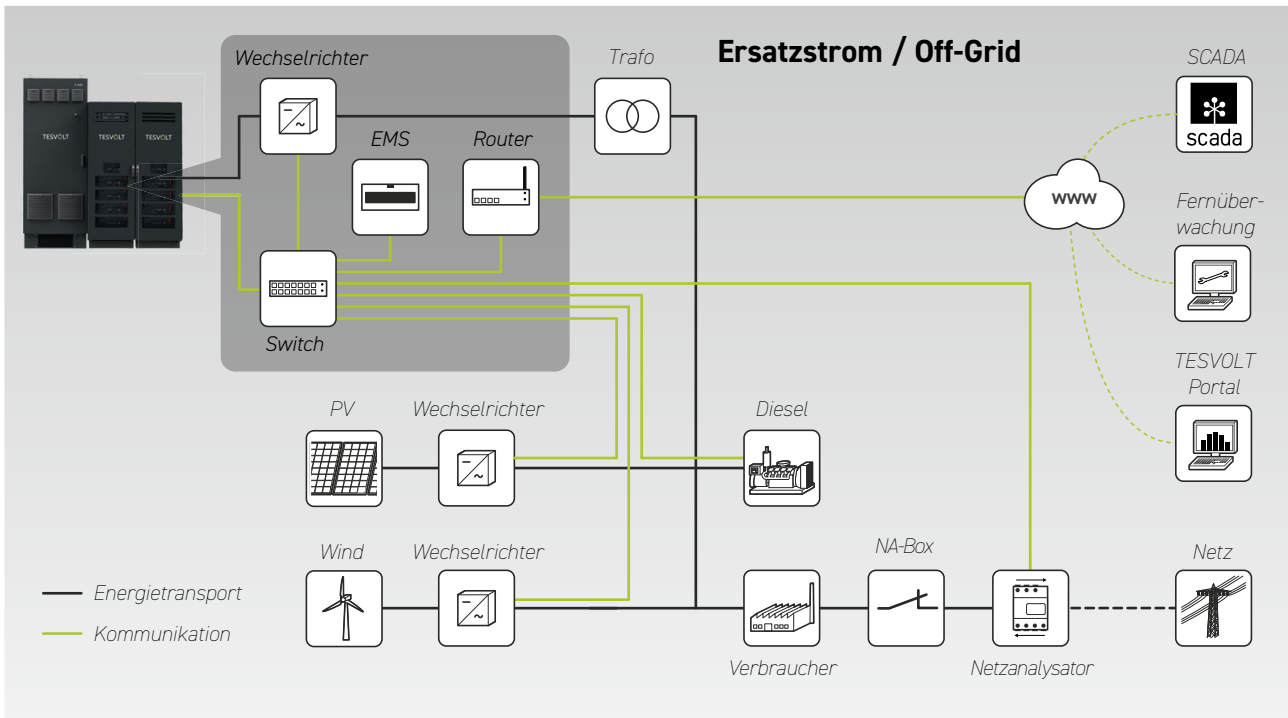 Ersatzstrom / Off-Grid
Wechselrichter
Trafo
SCADA
scada
EMS
Router
TESVOLT
TESVOLT
TESVOLT
www
Fernüber-
wachung
Switch
TESVOLT
Portal
PV
Wechselrichter
Diesel
Wind
Wechselrichter
NA-Box
Netz
Energietransport
Kommunikation
Verbraucher
Netzanalysator